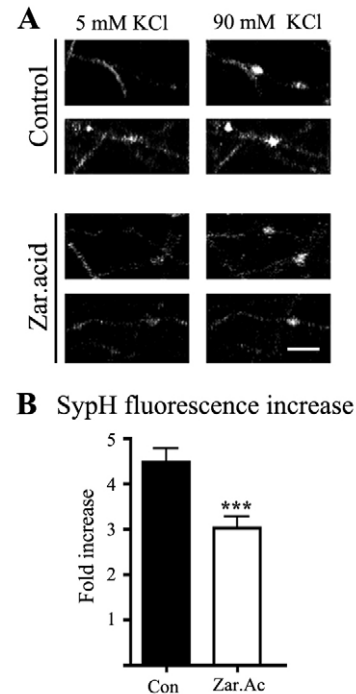 A
5 mM KCl 90 mM KCl
Control
Zar.acid
B SypH fluorescence increase
Fold increase
5
4
3
2
1
***
Con Zar.Ac